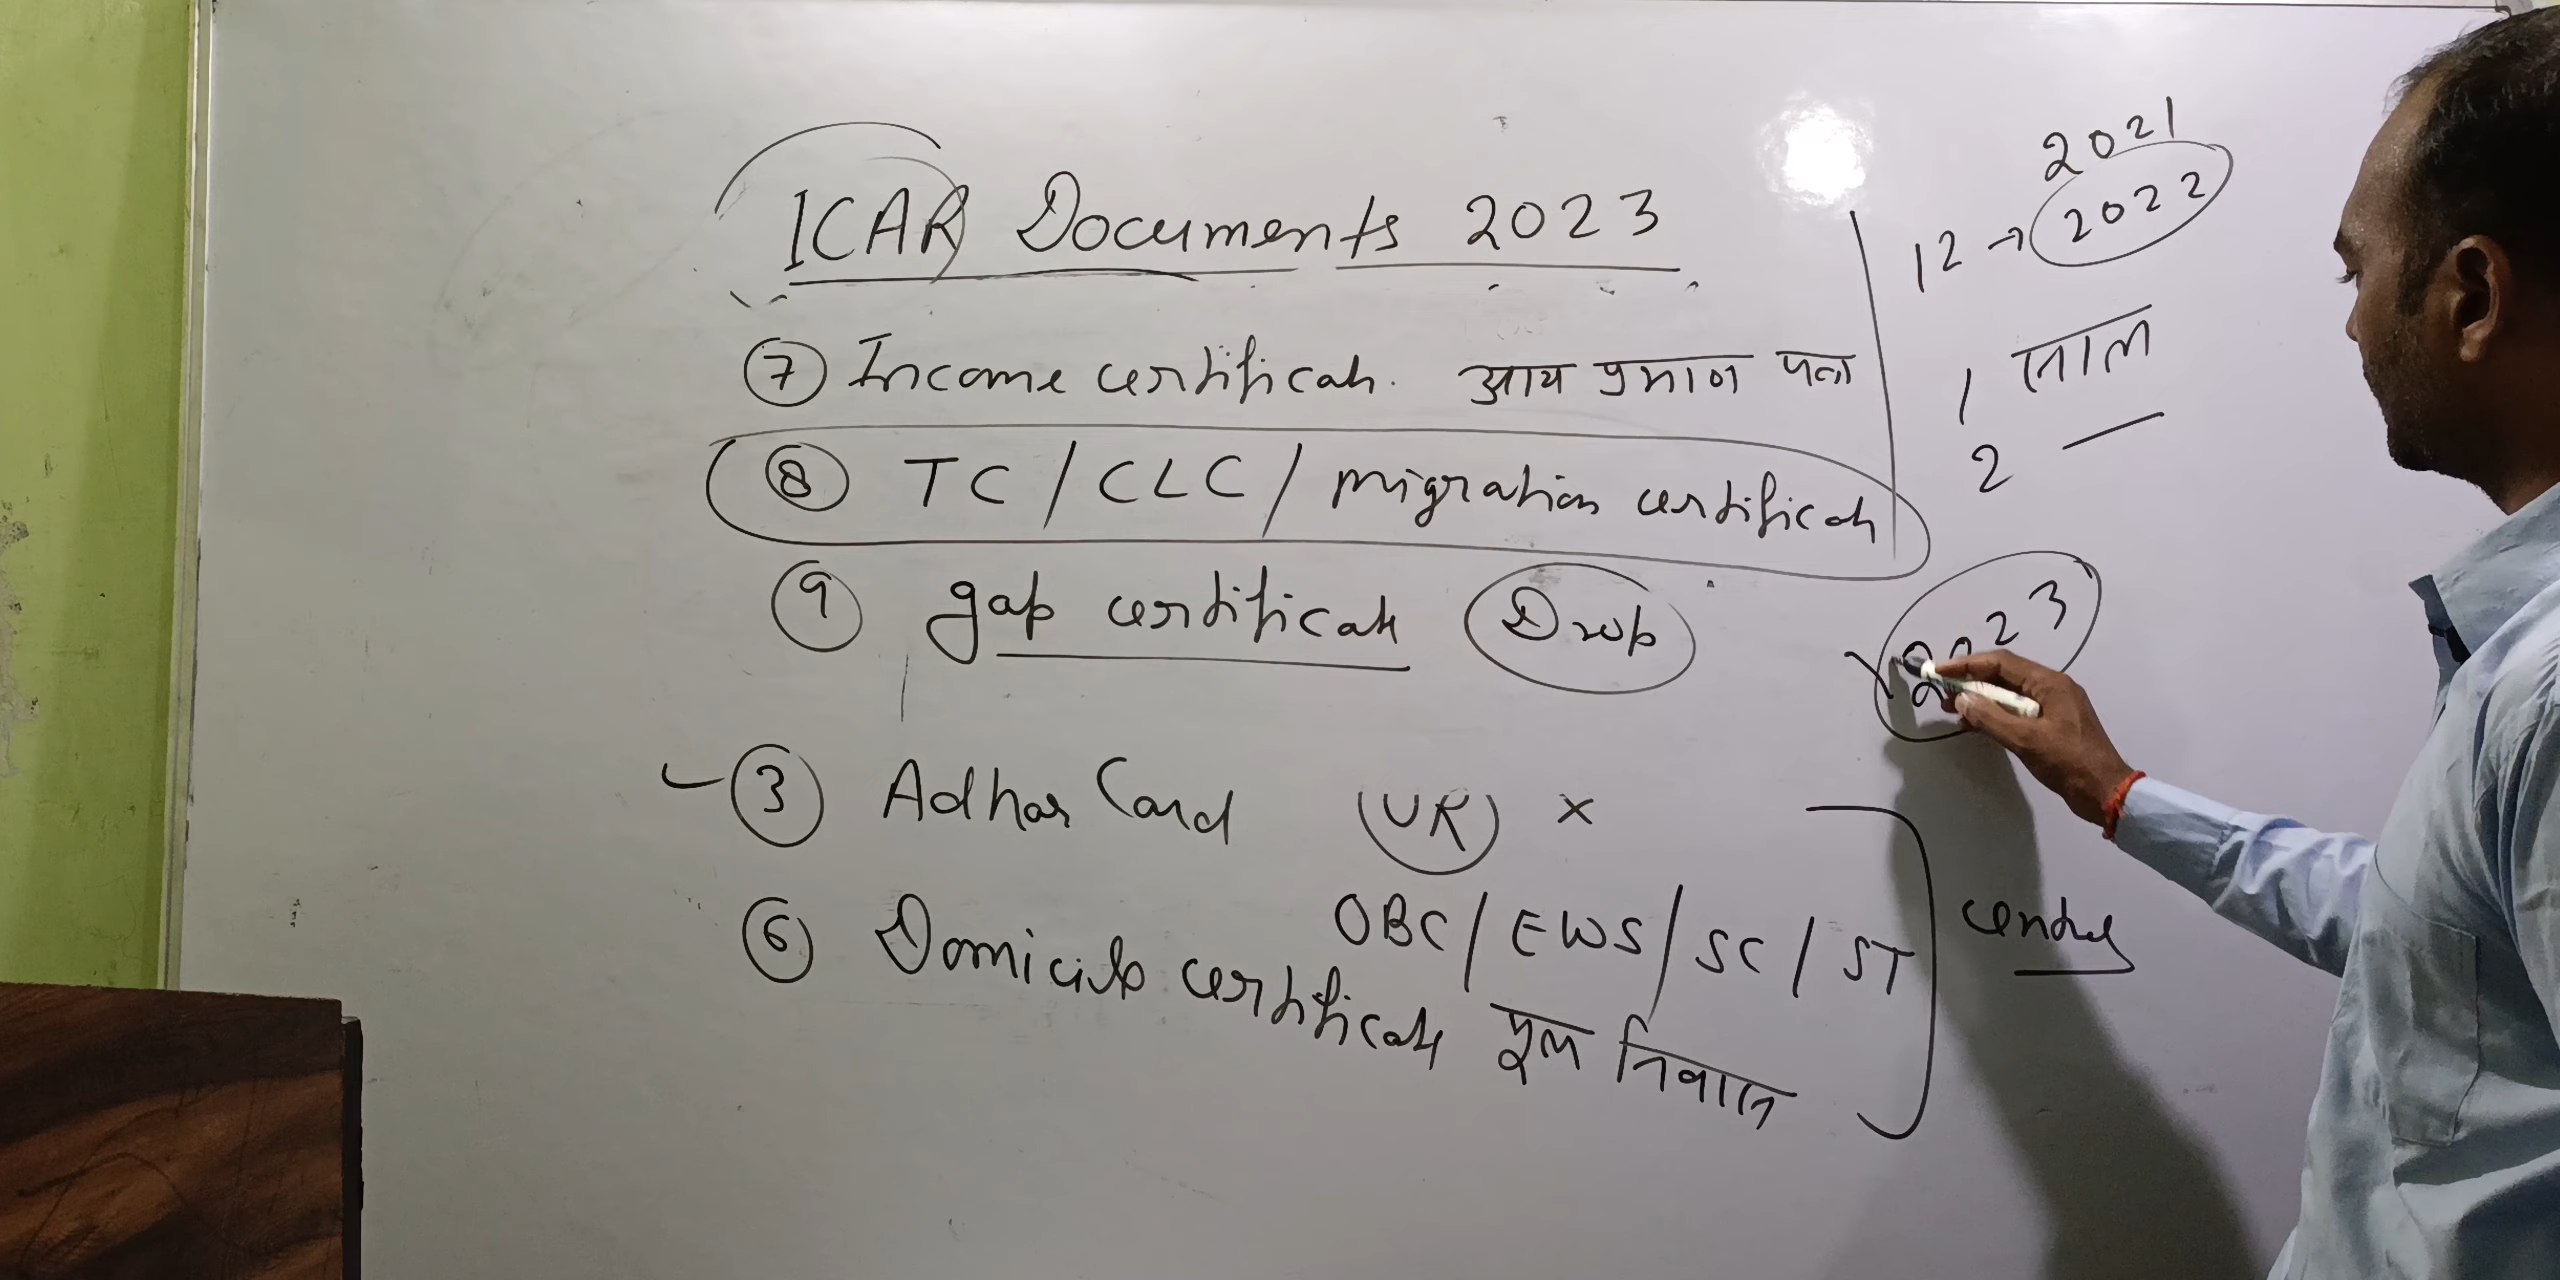 ICAR Documents 2023
⑦ Income certificate. आय प्रमाण पत्र
⑧ TC / CLC / migration certificate
⑨ gap certificate Drop
③ Adhar Card (UR) ×
OBC / EWS / SC / ST
⑥ Domicile certificate मूल निवास
2021
12 → 2022
1 साल
2 —
2023